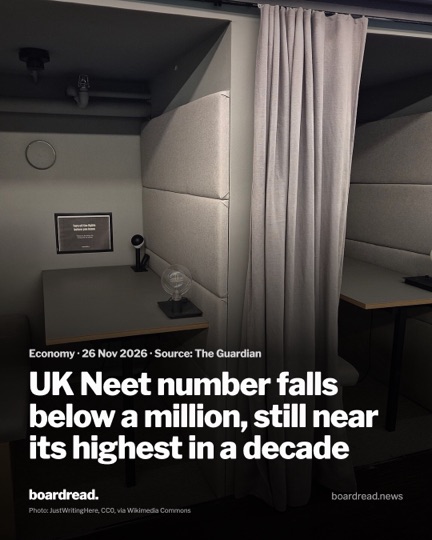 Economy · 26 Nov 2026 · Source: The Guardian
UK Neet number falls
below a million, still near
its highest in a decade
boardread.
boardread.news
Photo: JustWritingHere, CC0, via Wikimedia Commons